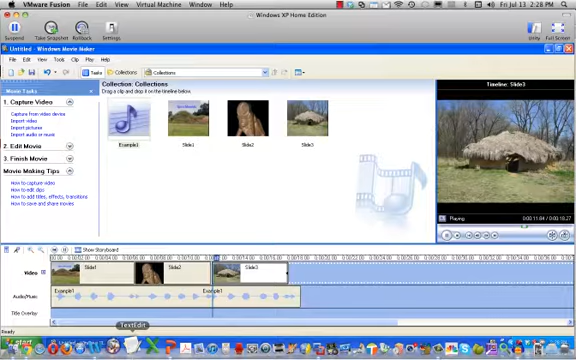 VMware Fusion File Edit View Virtual Machine Window Help
Fri Jul 13 2:28 PM
Windows XP Home Edition
Suspend Take Snapshot Rollback Settings
Unity Full Screen
Untitled - Windows Movie Maker
File Edit View Tools Clip Play Help
Tasks Collections Collections
Movie Tasks
Collection: Collections
Drag a clip and drop it on the timeline below.
Timeline: Slide3
1. Capture Video
Capture from video device
Import video
Import pictures
Import audio or music
2. Edit Movie
3. Finish Movie
Movie Making Tips
How to capture video
How to edit clips
How to add titles, effects, transitions
How to save and share movies
Example1 Slide1 Slide2 Slide3
Playing
Show Storyboard
Video
Slide1 Slide2 Slide3
Audio/Music
Example1 Example1
Title Overlay
TextEdit
Ready
start